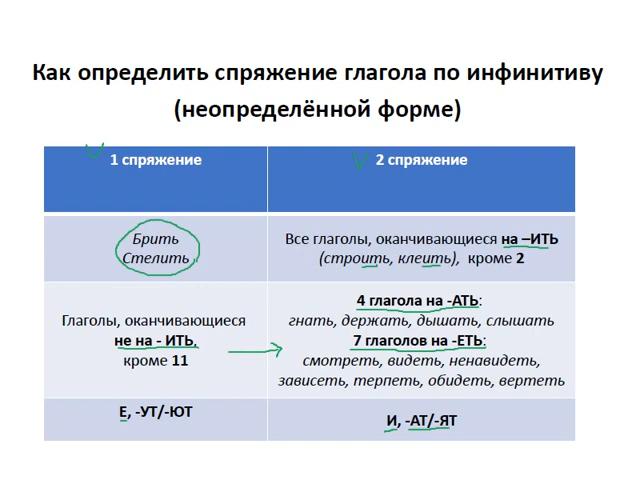 Как определить спряжение глагола по инфинитиву
(неопределённой форме)
1 спряжение
2 спряжение
Брить
Стелить
Все глаголы, оканчивающиеся на –ИТЬ
(строить, клеить), кроме 2
Глаголы, оканчивающиеся
не на - ИТЬ,
кроме 11
4 глагола на -АТЬ:
гнать, держать, дышать, слышать
7 глаголов на -ЕТЬ:
смотреть, видеть, ненавидеть,
зависеть, терпеть, обидеть, вертеть
Е, -УТ/-ЮТ
И, -АТ/-ЯТ